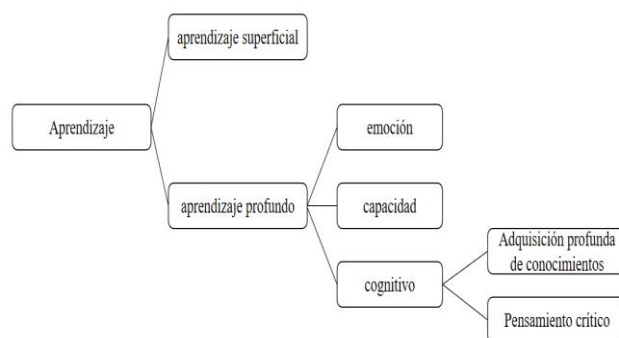 aprendizaje superficial
Aprendizaje
emoción
aprendizaje profundo
capacidad
Adquisición profunda
de conocimientos
cognitivo
Pensamiento crítico